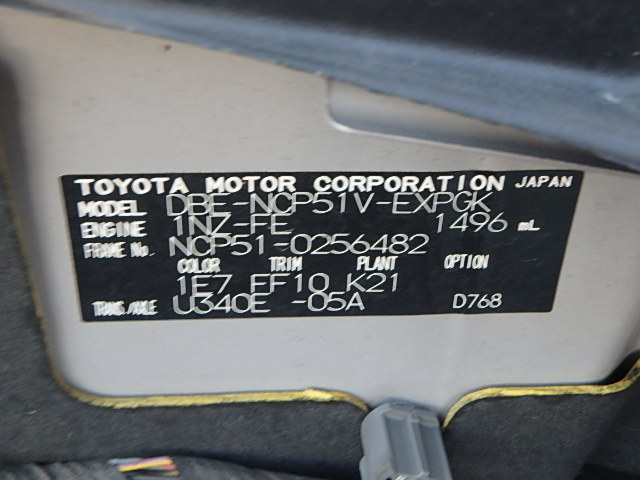 TOYOTA MOTOR CORPORATION JAPAN
MODEL DBE-NCP51V-EXPGK
ENGINE 1NZ-FE 1496 mL
FRAME No. NCP51-0256482
COLOR TRIM PLANT OPTION
1E7 FF10 K21
TRANS./AXLE U340E -05A D768